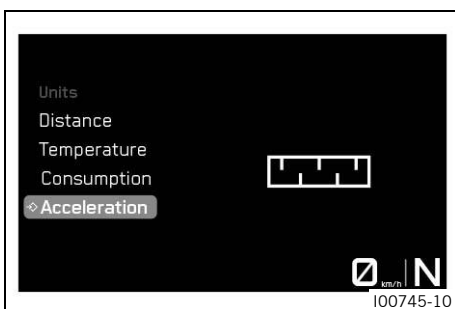 Units
Distance
Temperature
Consumption
Acceleration
0 km/h N
I00745-10